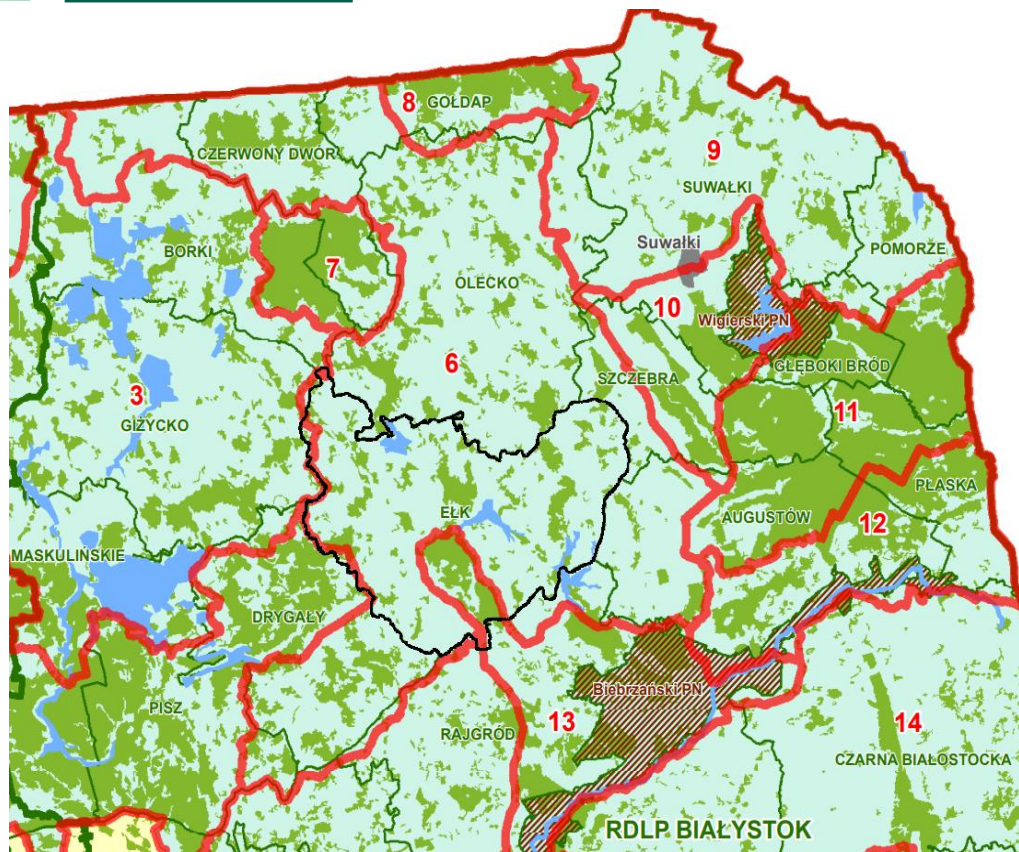 8 GOŁDAP
CZERWONY DWÓR
9
SUWAŁKI
Suwałki
BORKI
7
POMORZE
OLECKO
10
Wigierski PN
6
SZCZEBRA
GŁĘBOKI BRÓD
3
GIŻYCKO
11
PŁASKA
EŁK
AUGUSTÓW
12
MASKULIŃSKIE
DRYGAŁY
Biebrzański PN
PISZ
13
14
RAJGRÓD
CZARNA BIAŁOSTOCKA
RDLP BIAŁYSTOK